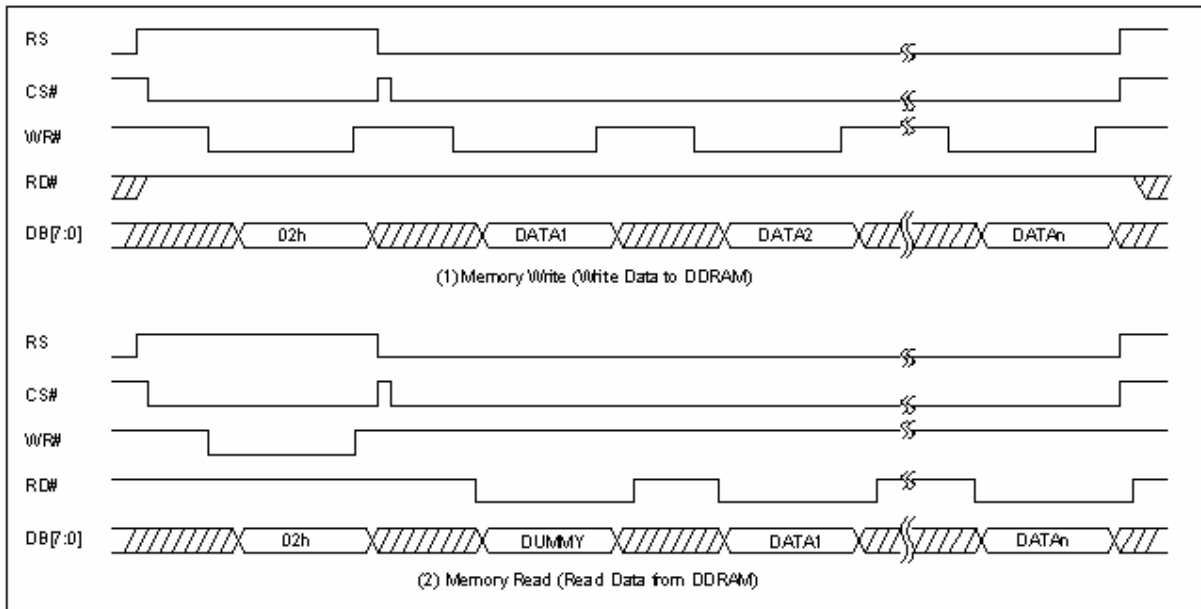 RS
CS#
WR#
RD#
DB[7:0] 02h DATA1 DATA2 DATAn
(1) Memory Write (Write Data to DDRAM)
RS
CS#
WR#
RD#
DB[7:0] 02h DUMMY DATA1 DATAn
(2) Memory Read (Read Data from DDRAM)